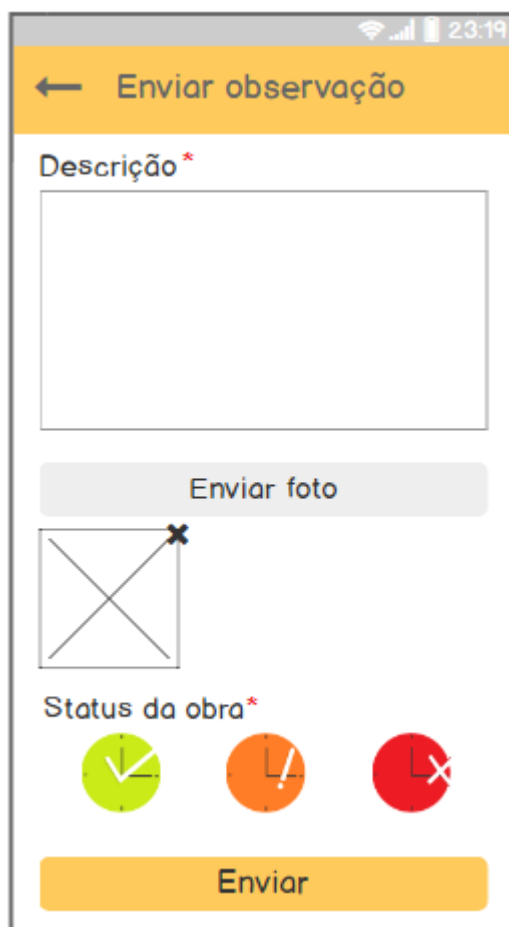 23:19
Enviar observação
Descrição*
Enviar foto
Status da obra*
Enviar